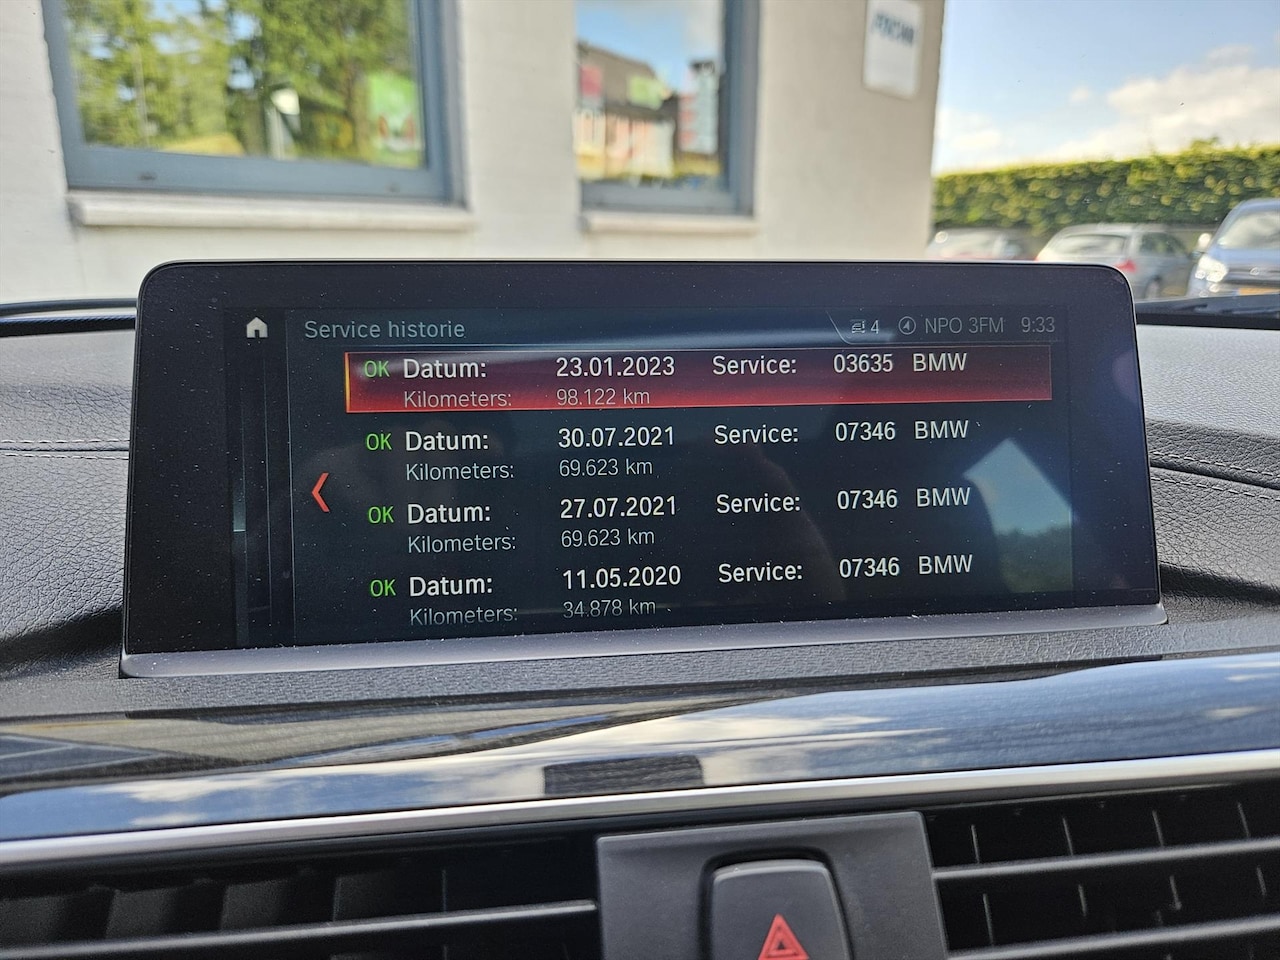 Service historie 4 NPO 3FM 9:33
OK Datum: 23.01.2023 Service: 03635 BMW
Kilometers: 98.122 km
OK Datum: 30.07.2021 Service: 07346 BMW
Kilometers: 69.623 km
OK Datum: 27.07.2021 Service: 07346 BMW
Kilometers: 69.623 km
OK Datum: 11.05.2020 Service: 07346 BMW
Kilometers: 34.878 km